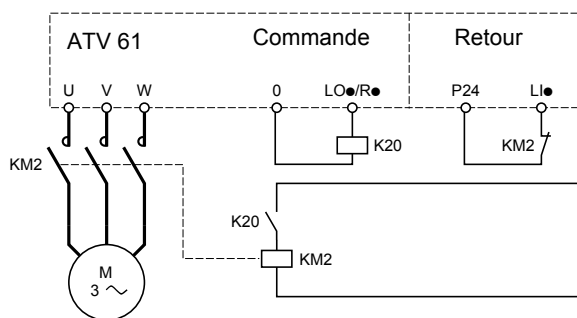 ATV 61 Commande Retour
U V W 0 LO●/R● P24 LI●
KM2 K20 KM2
K20
KM2
M
3